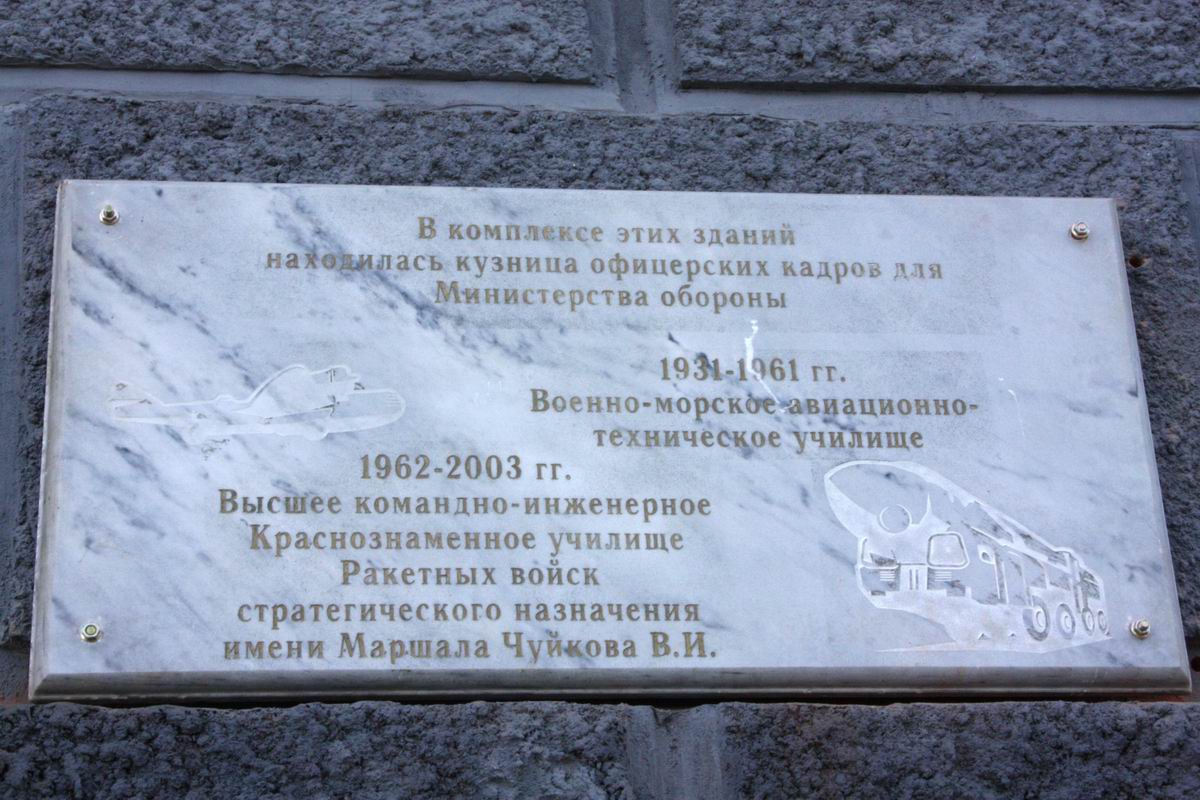 В комплексе этих зданий
находилась кузница офицерских кадров для
Министерства обороны
1931-1961 гг.
Военно-морское авиационно-
техническое училище
1962-2003 гг.
Высшее командно-инженерное
Краснознаменное училище
Ракетных войск
стратегического назначения
имени Маршала Чуйкова В.И.